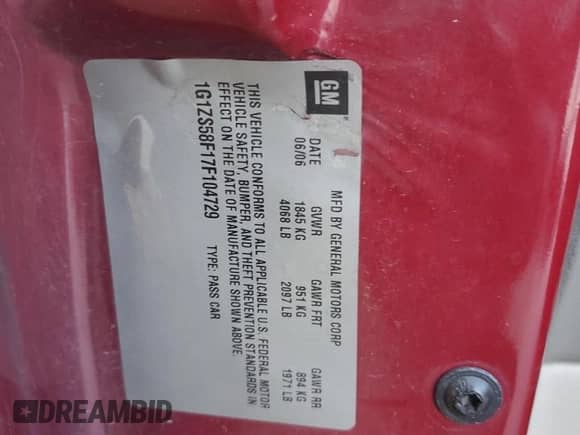 GM
MFD BY GENERAL MOTORS CORP
DATE GVWR GAWR FRT GAWR RR
06/06 1845 KG 951 KG 894 KG
4068 LB 2097 LB 1971 LB
THIS VEHICLE CONFORMS TO ALL APPLICABLE U.S. FEDERAL MOTOR
VEHICLE SAFETY, BUMPER, AND THEFT PREVENTION STANDARDS IN
EFFECT ON THE DATE OF MANUFACTURE SHOWN ABOVE.
1G1ZS58F17F104729 TYPE: PASS CAR
DREAMBID